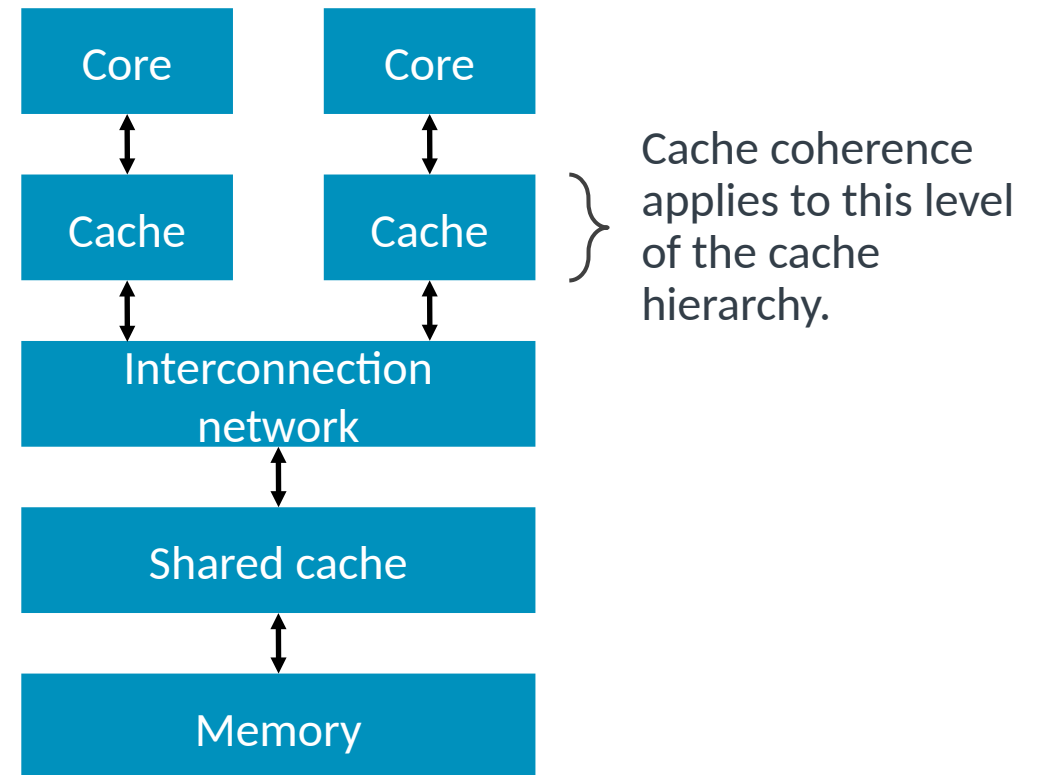 Core
Core
Cache
Cache
Cache coherence
applies to this level
of the cache
hierarchy.
Interconnection
network
Shared cache
Memory